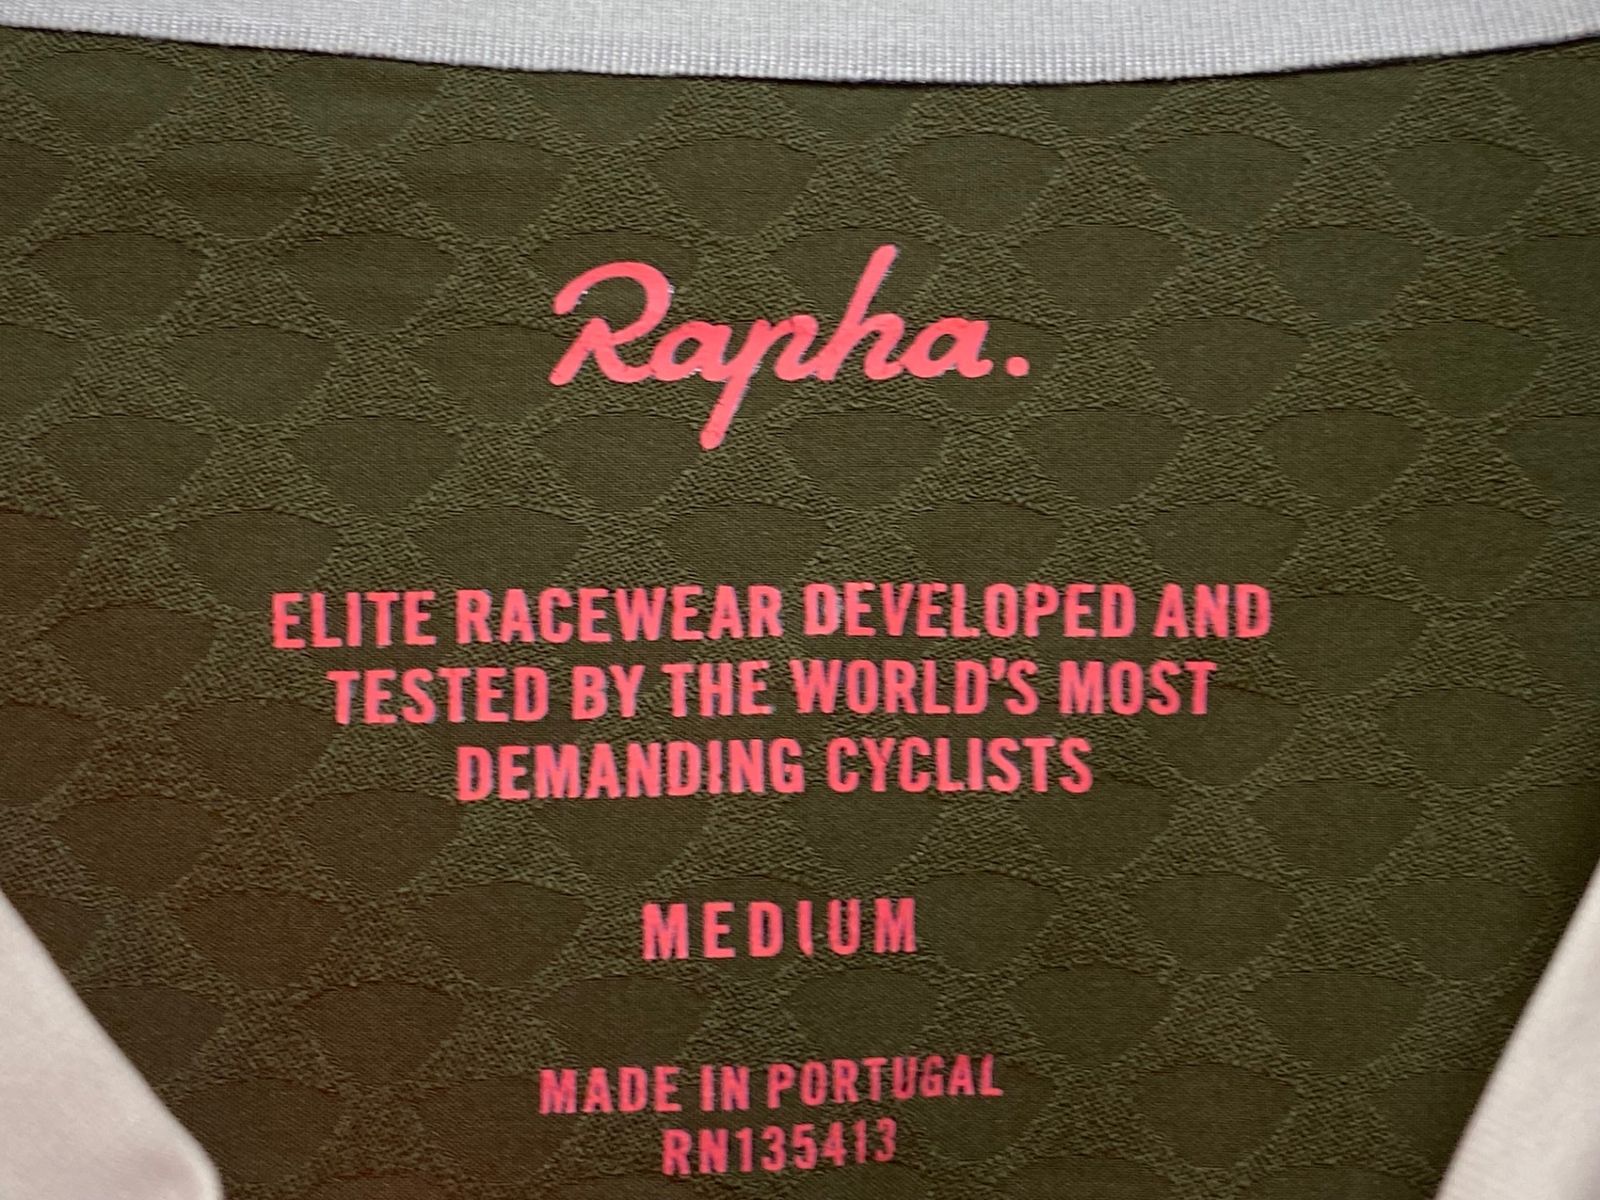 Rapha.
ELITE RACEWEAR DEVELOPED AND
TESTED BY THE WORLD'S MOST
DEMANDING CYCLISTS
MEDIUM
MADE IN PORTUGAL
RN135413